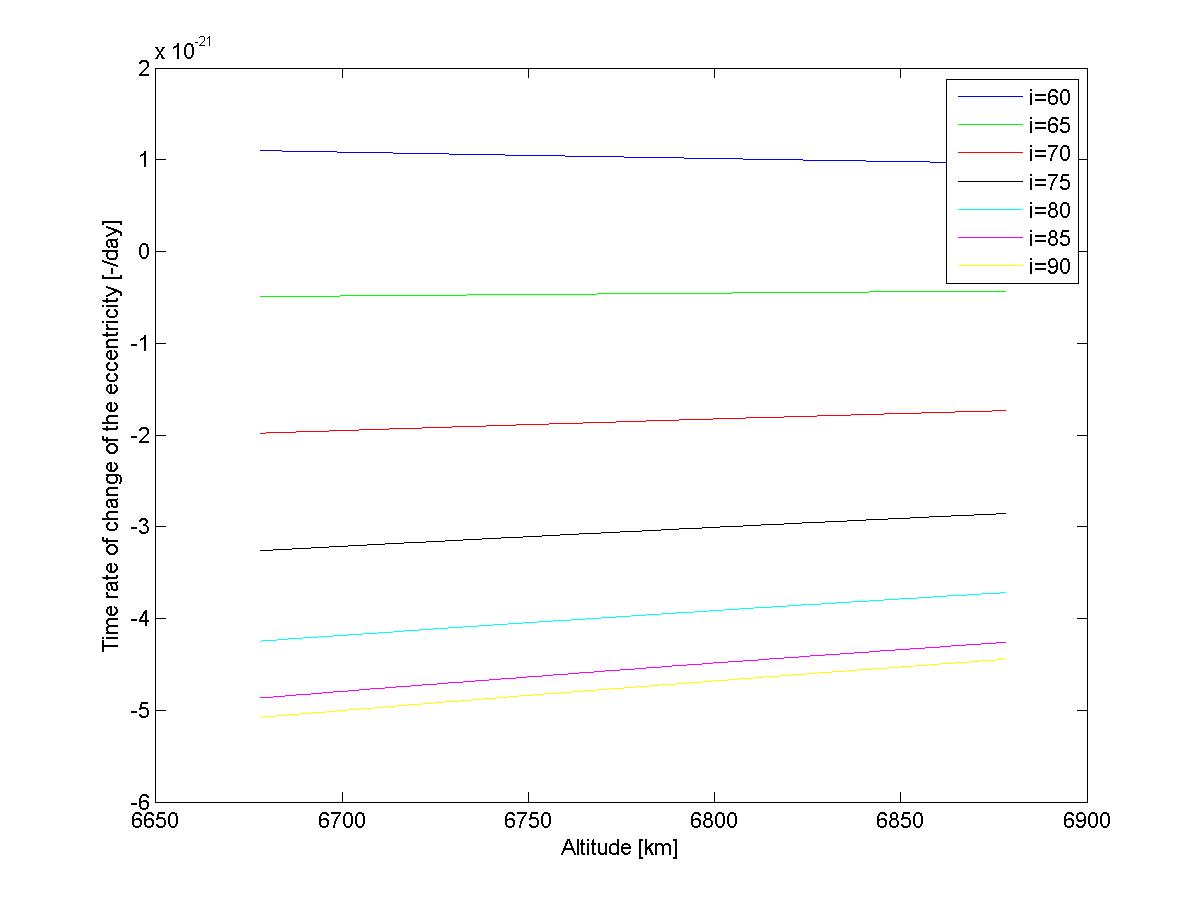 x 10-21
2
1
0
-1
-2
-3
-4
-5
-6
6650 6700 6750 6800 6850 6900
Altitude [km]
Time rate of change of the eccentricity [-/day]
i=60
i=65
i=70
i=75
i=80
i=85
i=90